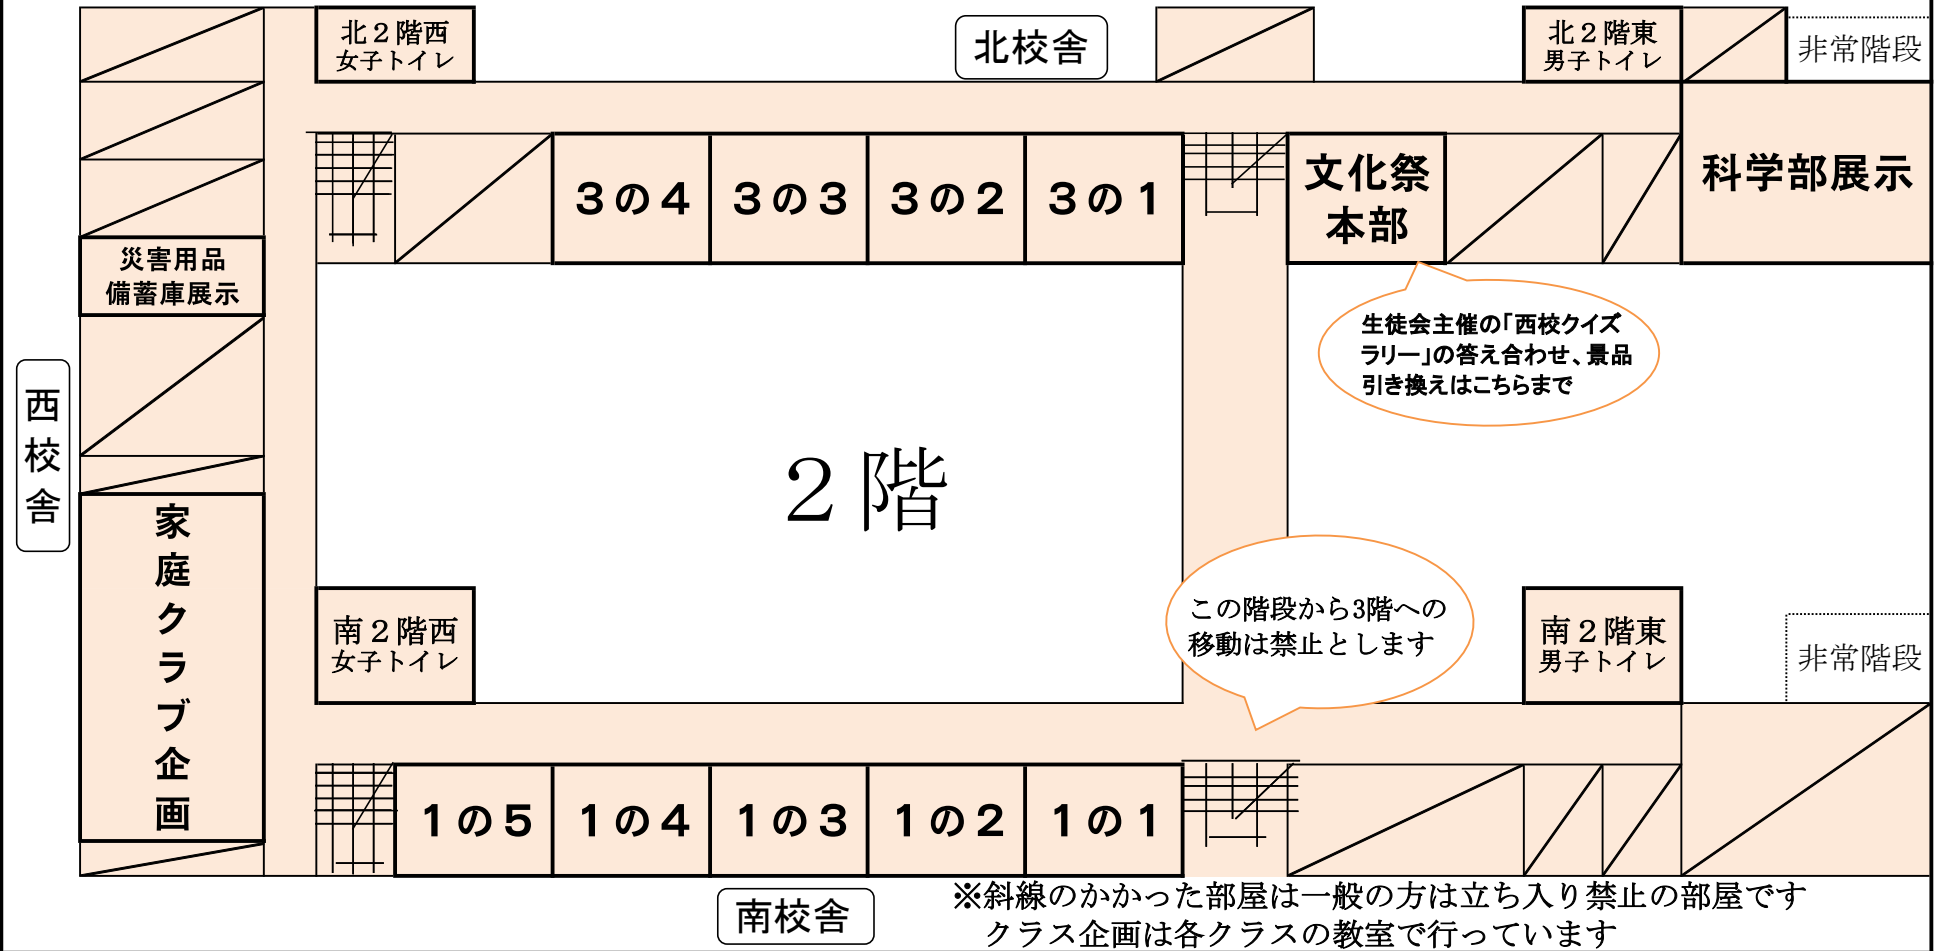 北２階西
女子トイレ
北校舎
北２階東
男子トイレ
非常階段
３の４
３の３
３の２
３の１
文化祭
本部
科学部展示
災害用品
備蓄庫展示
生徒会主催の「西校クイズ
ラリー」の答え合わせ、景品
引き換えはこちらまで
西校舎
２階
家庭クラブ企画
この階段から3階への
移動は禁止とします
南２階西
女子トイレ
南２階東
男子トイレ
非常階段
１の５
１の４
１の３
１の２
１の１
南校舎
※斜線のかかった部屋は一般の方は立ち入り禁止の部屋です
クラス企画は各クラスの教室で行っています